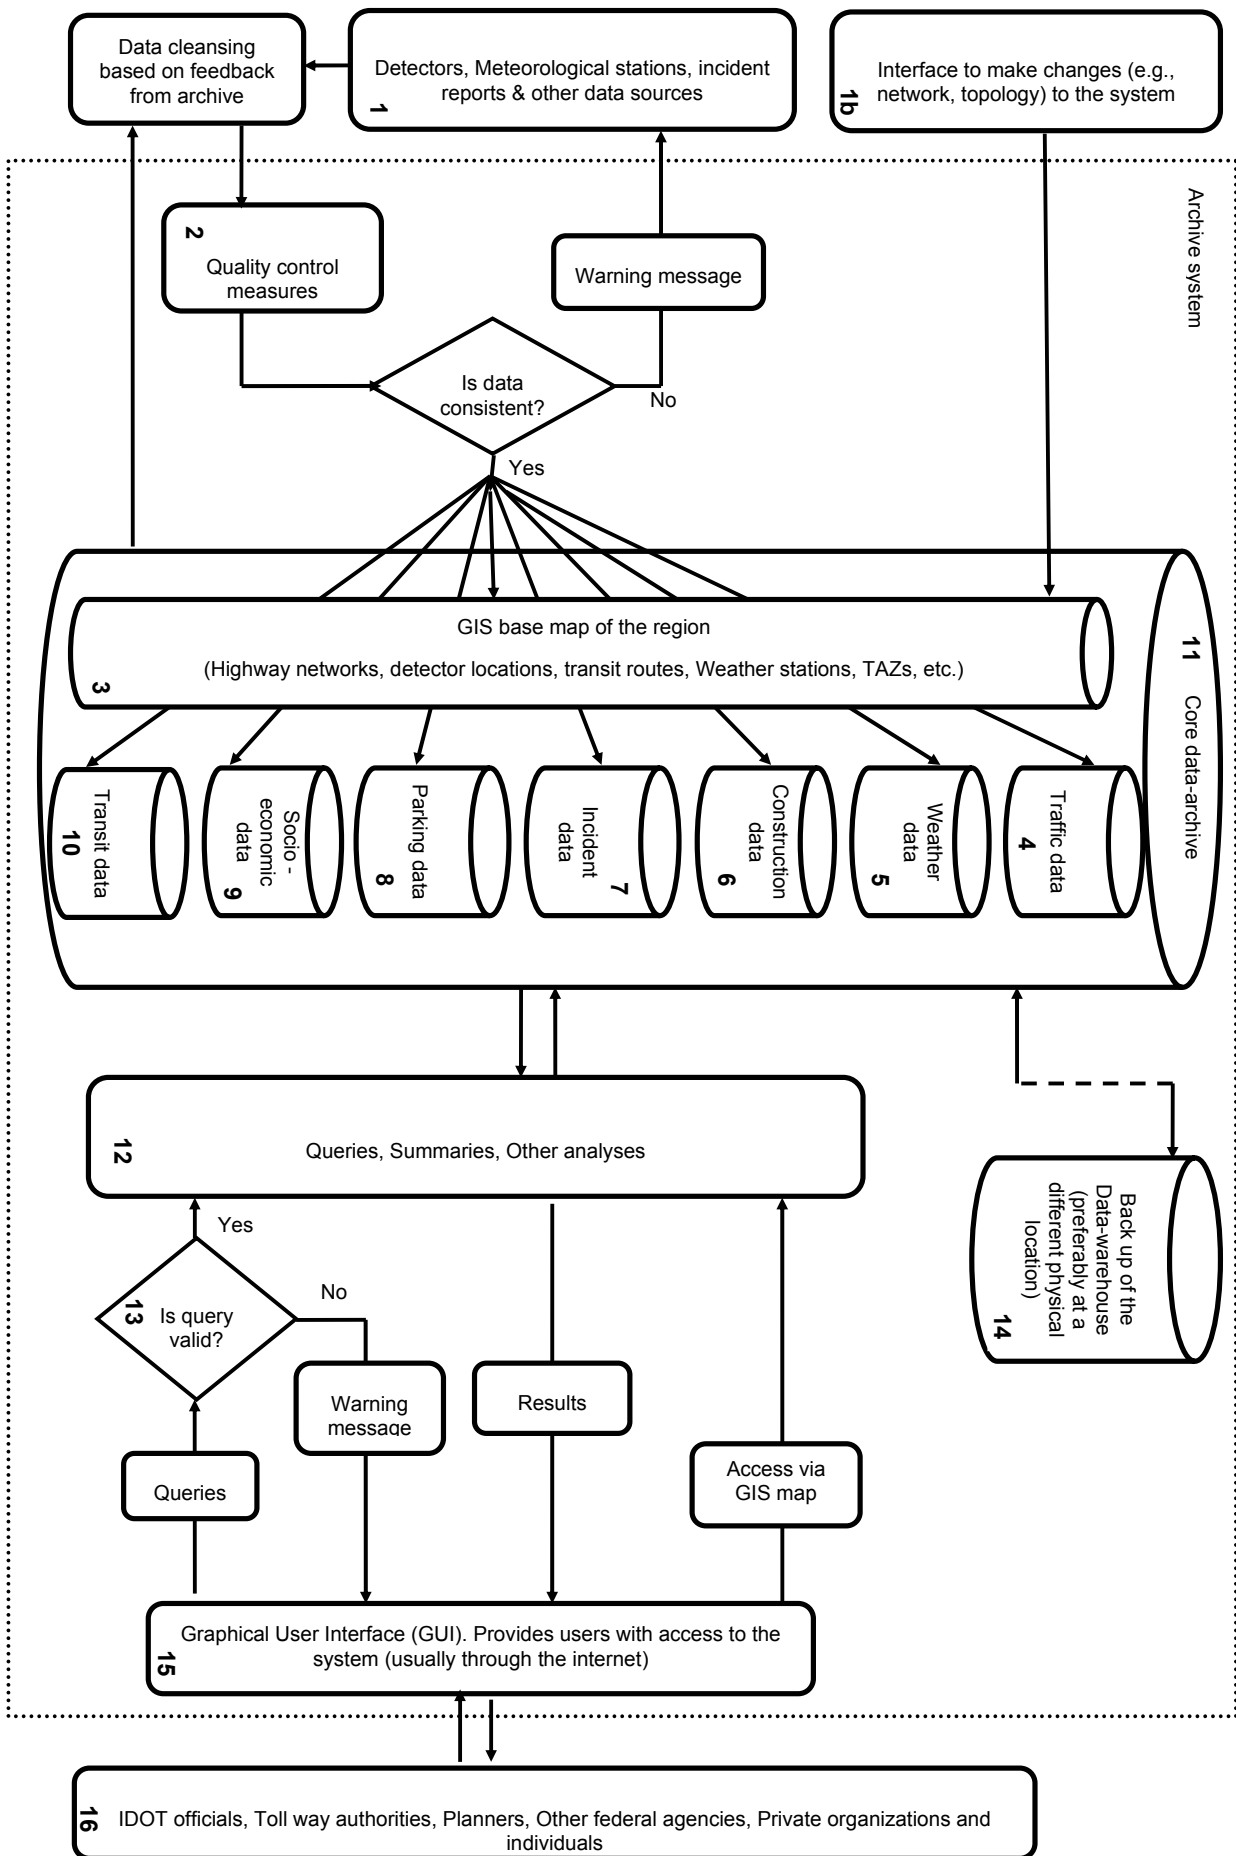 Data cleansing
based on feedback
from archive
Detectors, Meteorological stations, incident
reports & other data sources
1
Interface to make changes (e.g.,
network, topology) to the system
1b
Archive system
2
Quality control
measures
Warning message
Is data
consistent?
No
Yes
GIS base map of the region
(Highway networks, detector locations, transit routes, Weather stations, TAZs, etc.)
3
11
Core data-archive
Transit data
10
Socio -
economic
data
9
Parking data
8
Incident
data
7
Construction
data
6
Weather
data
5
Traffic data
4
Queries, Summaries, Other analyses
12
Back up of the
Data-warehouse
(preferably at a
different physical
location)
14
Yes
No
13
Is query
valid?
Warning
message
Results
Queries
Access via
GIS map
Graphical User Interface (GUI). Provides users with access to the
system (usually through the internet)
15
IDOT officials, Toll way authorities, Planners, Other federal agencies, Private organizations and
individuals
16